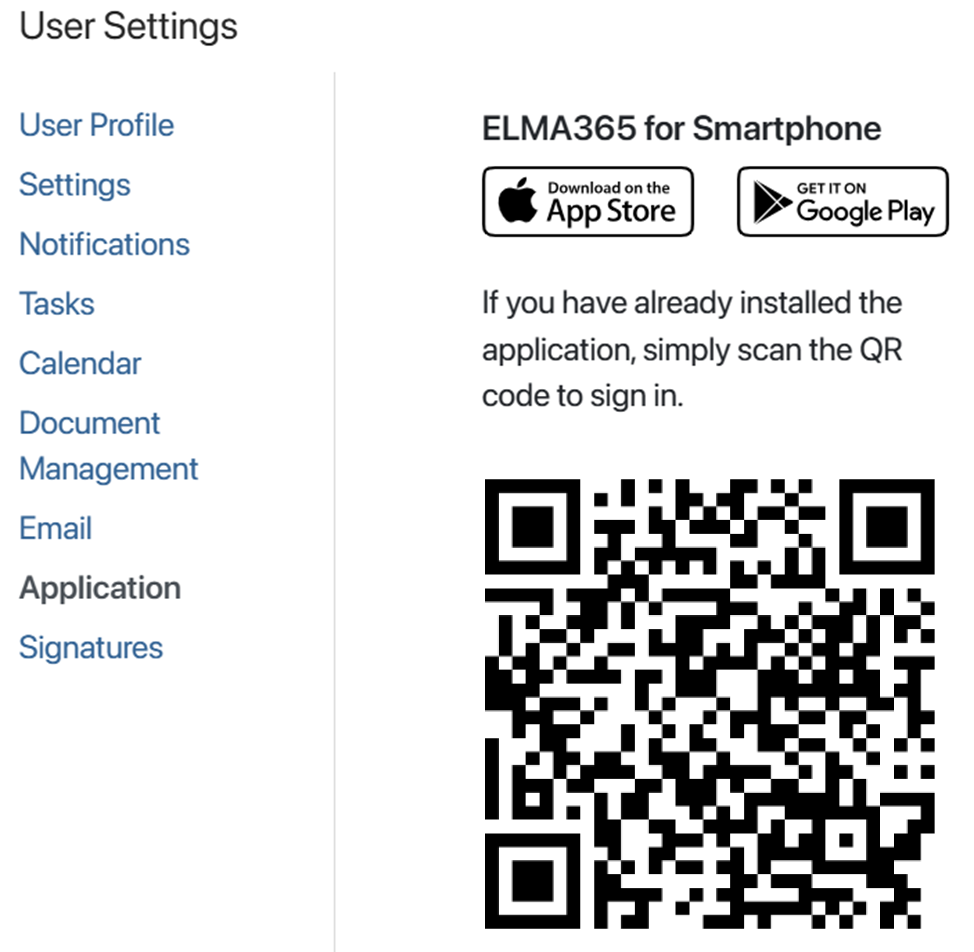 User Settings
User Profile
Settings
Notifications
Tasks
Calendar
Document
Management
Email
Application
Signatures
ELMA365 for Smartphone
Download on the
App Store
GET IT ON
Google Play
If you have already installed the
application, simply scan the QR
code to sign in.